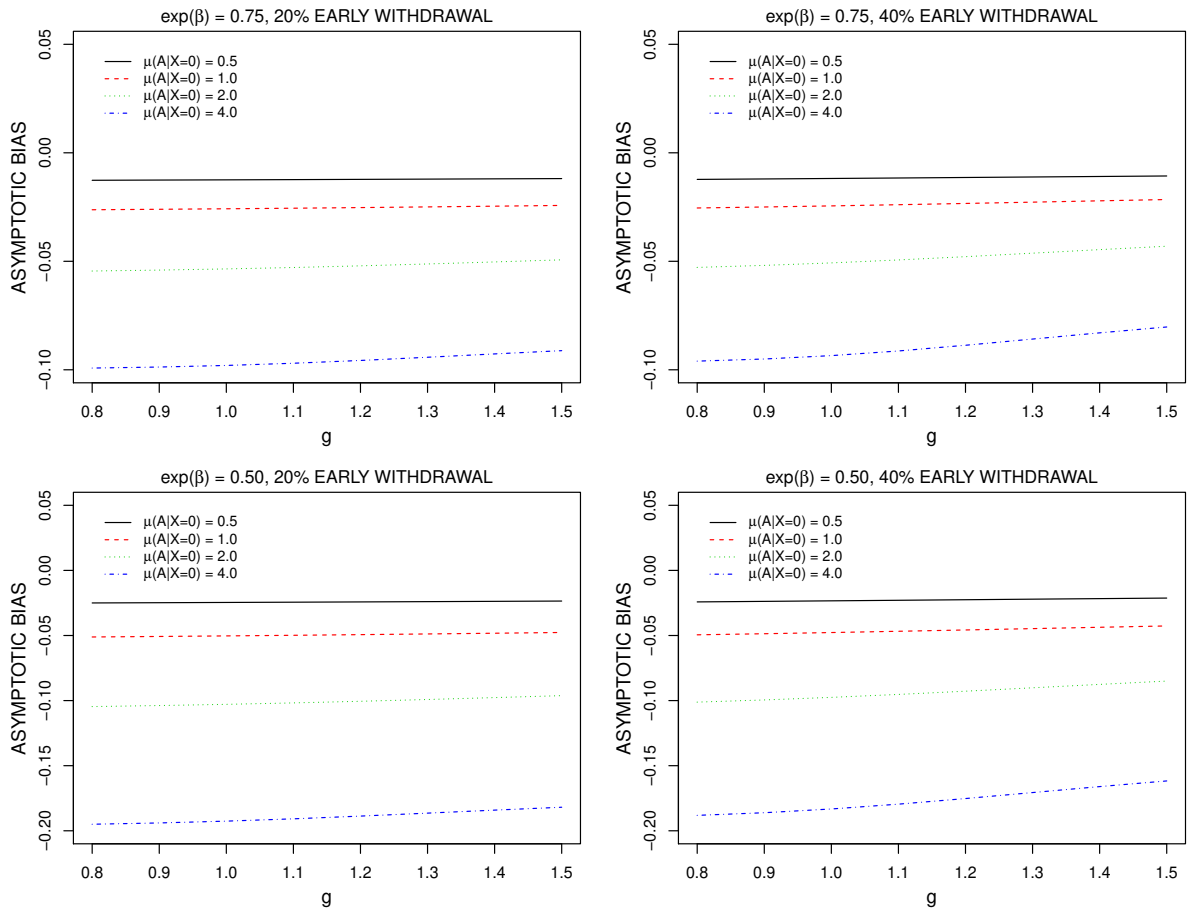 exp(β) = 0.75, 20% EARLY WITHDRAWAL
μ(A|X=0) = 0.5
μ(A|X=0) = 1.0
μ(A|X=0) = 2.0
μ(A|X=0) = 4.0
ASYMPTOTIC BIAS
0.05
0.00
−0.05
−0.10
0.8 0.9 1.0 1.1 1.2 1.3 1.4 1.5
g
exp(β) = 0.75, 40% EARLY WITHDRAWAL
μ(A|X=0) = 0.5
μ(A|X=0) = 1.0
μ(A|X=0) = 2.0
μ(A|X=0) = 4.0
ASYMPTOTIC BIAS
0.05
0.00
−0.05
−0.10
0.8 0.9 1.0 1.1 1.2 1.3 1.4 1.5
g
exp(β) = 0.50, 20% EARLY WITHDRAWAL
μ(A|X=0) = 0.5
μ(A|X=0) = 1.0
μ(A|X=0) = 2.0
μ(A|X=0) = 4.0
ASYMPTOTIC BIAS
0.05
0.00
−0.05
−0.10
−0.15
−0.20
0.8 0.9 1.0 1.1 1.2 1.3 1.4 1.5
g
exp(β) = 0.50, 40% EARLY WITHDRAWAL
μ(A|X=0) = 0.5
μ(A|X=0) = 1.0
μ(A|X=0) = 2.0
μ(A|X=0) = 4.0
ASYMPTOTIC BIAS
0.05
0.00
−0.05
−0.10
−0.15
−0.20
0.8 0.9 1.0 1.1 1.2 1.3 1.4 1.5
g